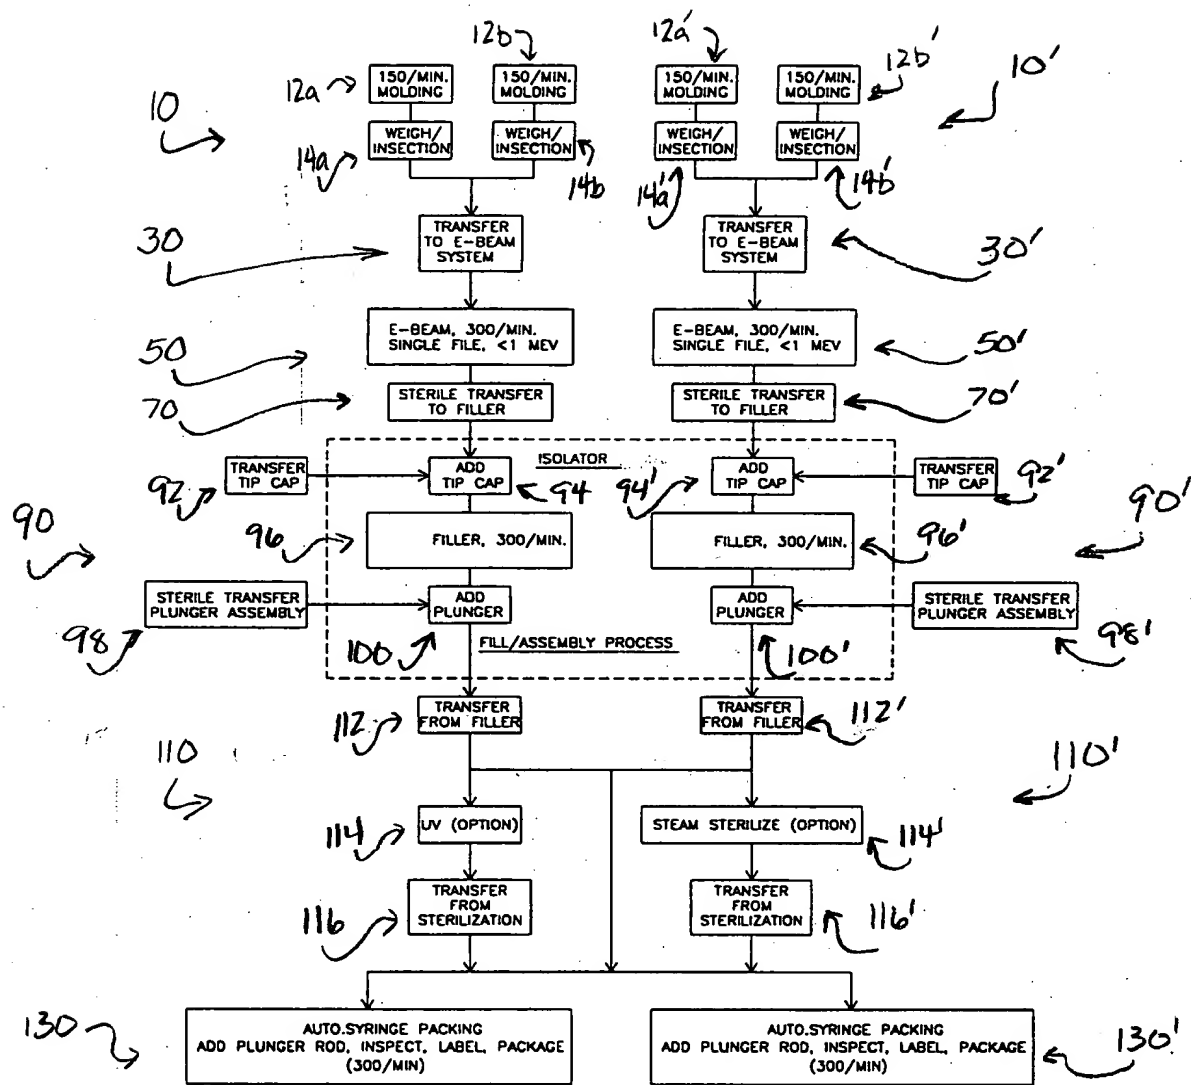 12b
12a'
12a
150/MIN.
MOLDING
150/MIN.
MOLDING
150/MIN.
MOLDING
150/MIN.
MOLDING
12b'
10'
10
14a
WEIGH/
INSECTION
WEIGH/
INSECTION
14b
14a'
WEIGH/
INSECTION
WEIGH/
INSECTION
14b'
30
TRANSFER
TO E-BEAM
SYSTEM
TRANSFER
TO E-BEAM
SYSTEM
30'
50
E-BEAM, 300/MIN.
SINGLE FILE, <1 MEV
E-BEAM, 300/MIN.
SINGLE FILE, <1 MEV
50'
70
STERILE TRANSFER
TO FILLER
STERILE TRANSFER
TO FILLER
70'
ISOLATOR
92
TRANSFER
TIP CAP
ADD
TIP CAP
94
94'
ADD
TIP CAP
TRANSFER
TIP CAP
92'
90
96
FILLER, 300/MIN.
FILLER, 300/MIN.
96'
90'
98
STERILE TRANSFER
PLUNGER ASSEMBLY
ADD
PLUNGER
ADD
PLUNGER
STERILE TRANSFER
PLUNGER ASSEMBLY
98'
100
FILL/ASSEMBLY PROCESS
100'
112
TRANSFER
FROM FILLER
TRANSFER
FROM FILLER
112'
110
110'
114
UV (OPTION)
STEAM STERILIZE (OPTION)
114'
116
TRANSFER
FROM
STERILIZATION
TRANSFER
FROM
STERILIZATION
116'
130
AUTO.SYRINGE PACKING
ADD PLUNGER ROD, INSPECT, LABEL, PACKAGE
(300/MIN)
AUTO.SYRINGE PACKING
ADD PLUNGER ROD, INSPECT, LABEL, PACKAGE
(300/MIN)
130'